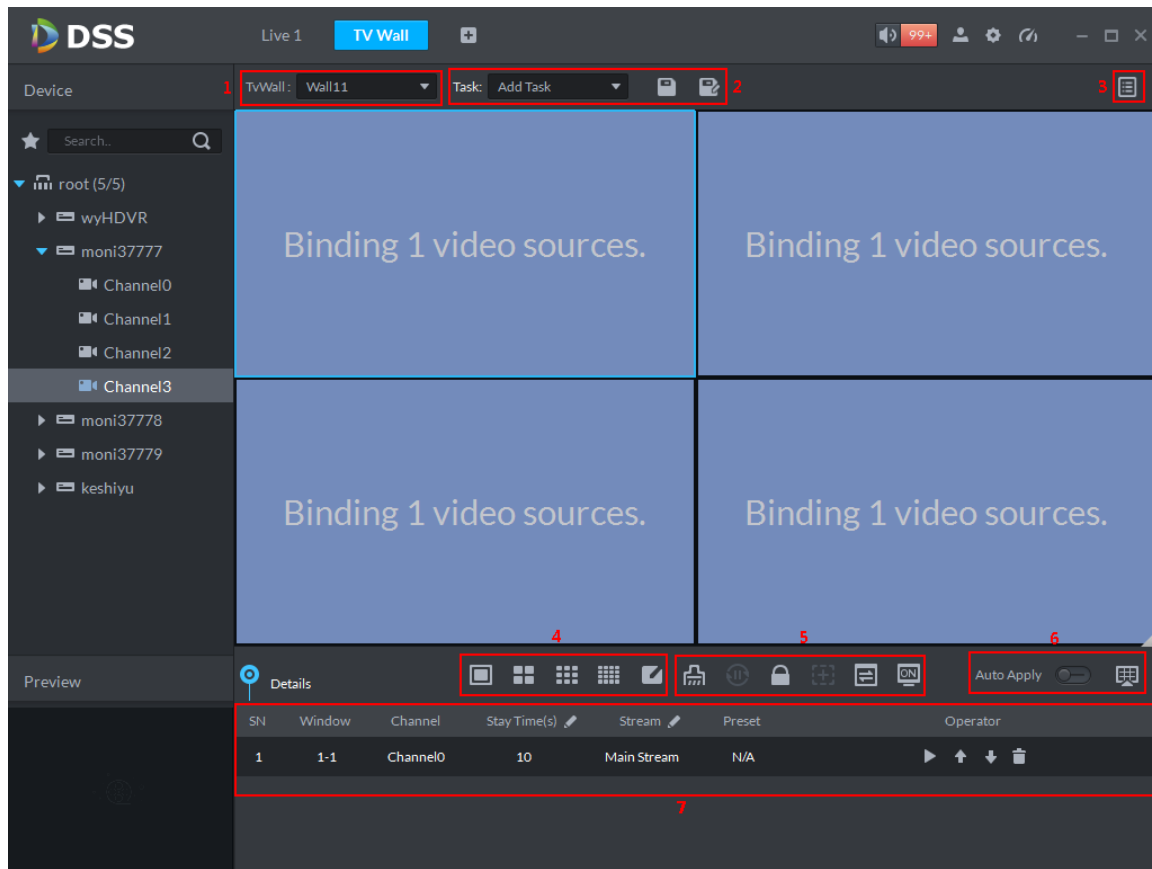 DSS
Live 1
TV Wall
99+
Device
1
TvWall : Wall11
Task: Add Task
2
3
Search..
root (5/5)
wyHDVR
moni37777
Channel0
Channel1
Channel2
Channel3
moni37778
moni37779
keshiyu
Binding 1 video sources.
Binding 1 video sources.
Binding 1 video sources.
Binding 1 video sources.
4
5
6
Preview
Details
ON
Auto Apply
SN Window Channel Stay Time(s) Stream Preset Operator
1 1-1 Channel0 10 Main Stream N/A
7